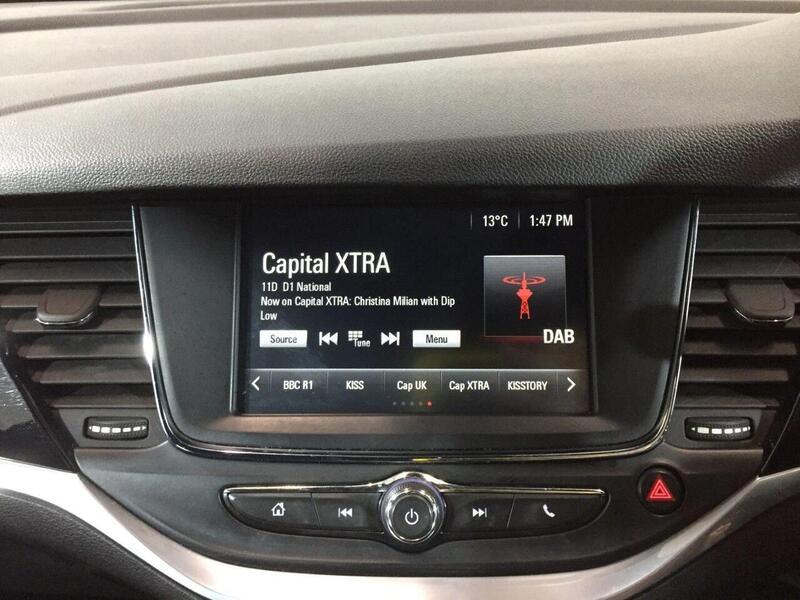 13°C 1:47 PM
Capital XTRA
11D D1 National
Now on Capital XTRA: Christina Milian with Dip
Low
DAB
Source Tune Menu
BBC R1 KISS Cap UK Cap XTRA KISSTORY